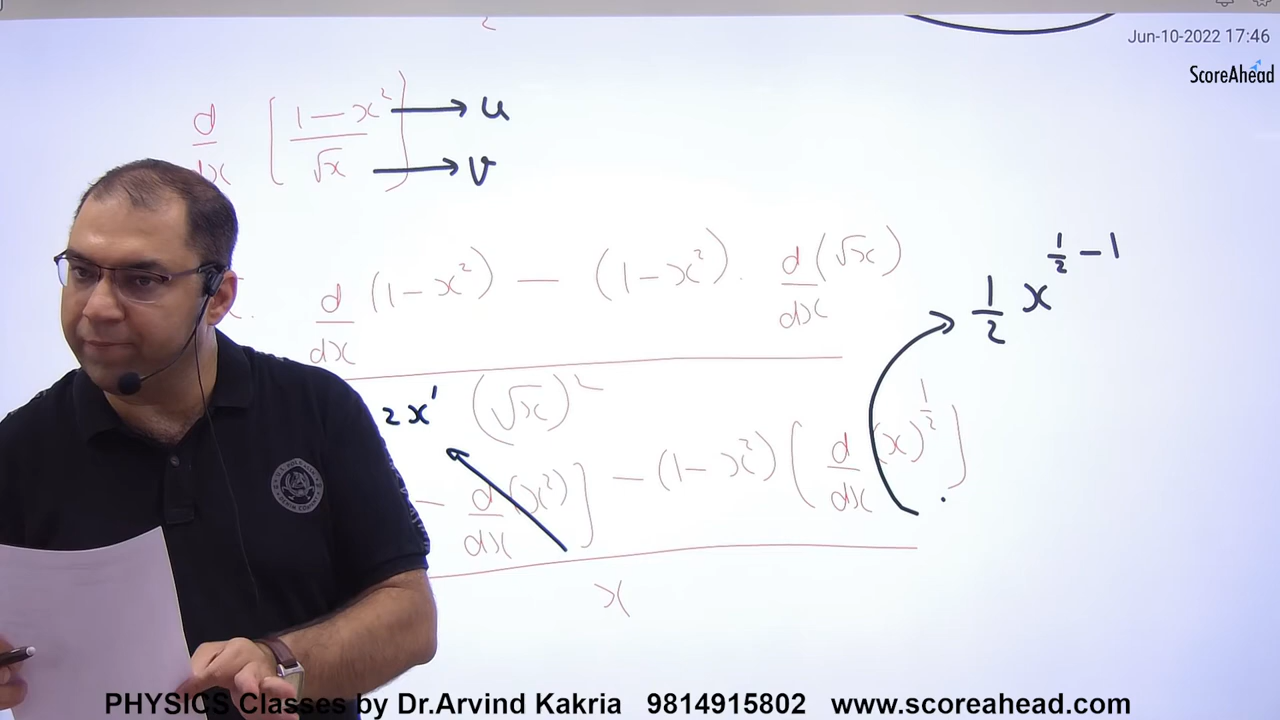 Jun-10-2022 17:46
ScoreAhead
d/dx [ (1-x²)/√x ] → u
→ v
d/dx (1-x²) - (1-x²) . d/dx (√x)
(√x)²
1/2 x^(1/2 - 1)
2x¹
- d/dx (x²) ] - (1-x²) ( d/dx (x)^(1/2) ]
x
PHYSICS Classes by Dr.Arvind Kakria 9814915802 www.scoreahead.com